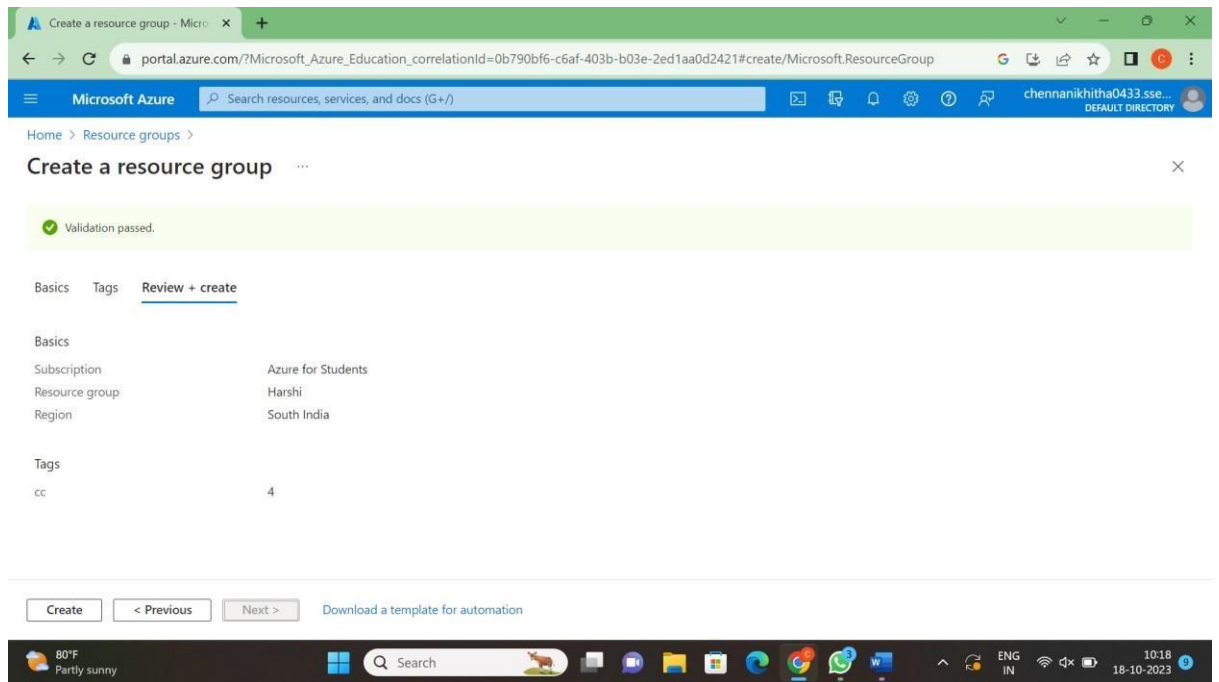 Create a resource group - Micro
portal.azure.com/?Microsoft_Azure_Education_correlationId=0b790bf6-c6af-403b-b03e-2ed1aa0d2421#create/Microsoft.ResourceGroup
G
C
Microsoft Azure
Search resources, services, and docs (G+/)
chennanikhitha0433.sse...
DEFAULT DIRECTORY
Home > Resource groups >
Create a resource group ...
Validation passed.
Basics Tags Review + create
Basics
Subscription Azure for Students
Resource group Harshi
Region South India
Tags
cc 4
Create < Previous Next > Download a template for automation
80°F
Partly sunny
Search
3
W
ENG
IN
10:18
18-10-2023
9